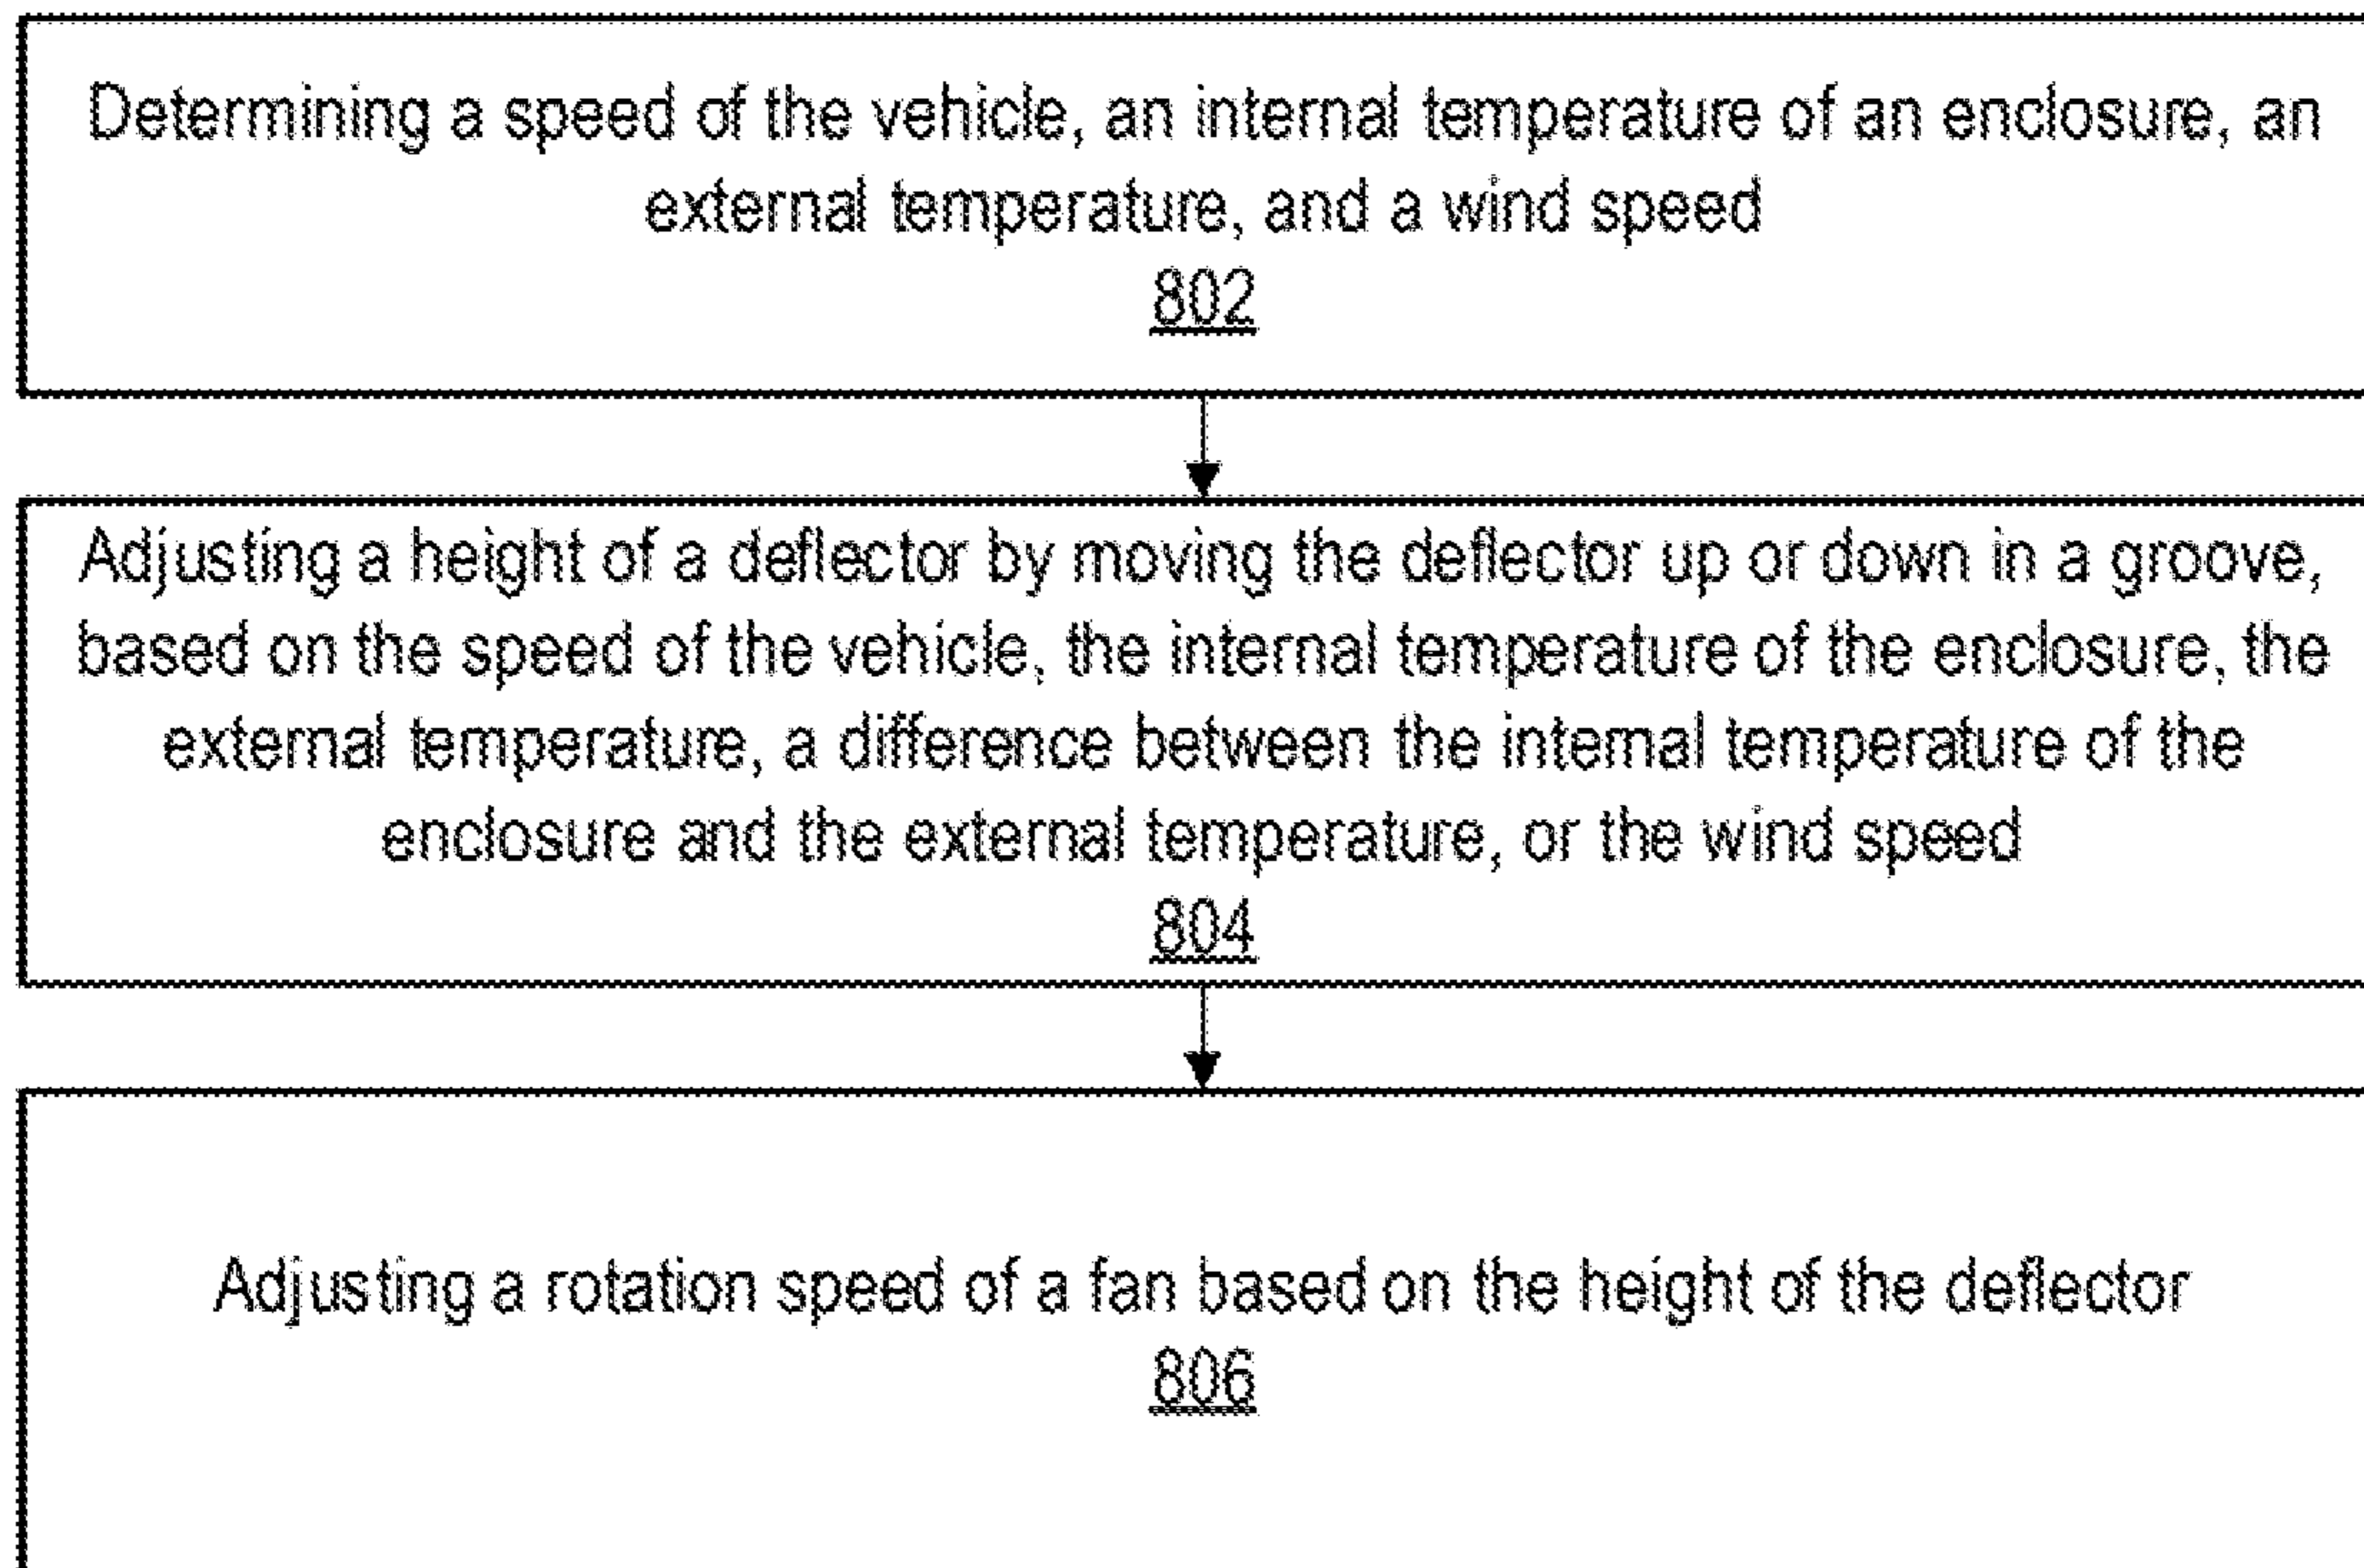 Determining a speed of the vehicle, an internal temperature of an enclosure, an
external temperature, and a wind speed
802
Adjusting a height of a deflector by moving the deflector up or down in a groove,
based on the speed of the vehicle, the internal temperature of the enclosure, the
external temperature, a difference between the internal temperature of the
enclosure and the external temperature, or the wind speed
804
Adjusting a rotation speed of a fan based on the height of the deflector
806